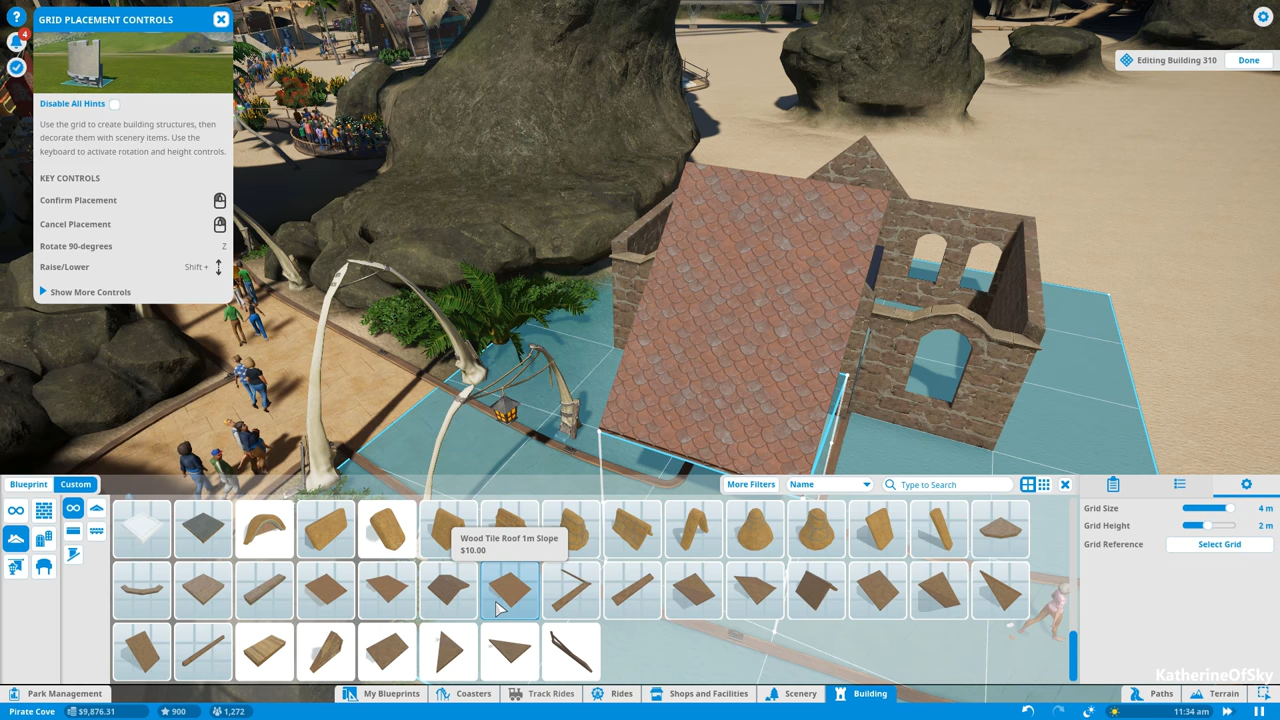 GRID PLACEMENT CONTROLS
?
4
Editing Building 310
Done
Disable All Hints
Use the grid to create building structures, then
decorate them with scenery items. Use the
keyboard to activate rotation and height controls.
KEY CONTROLS
Confirm Placement
Cancel Placement
Rotate 90-degrees Z
Raise/Lower Shift +
Show More Controls
Blueprint Custom
More Filters Name Type to Search
Grid Size 4 m
Grid Height 2 m
Grid Reference Select Grid
Wood Tile Roof 1m Slope
$10.00
KatherineOfSky
Park Management My Blueprints Coasters Track Rides Rides Shops and Facilities Scenery Building Paths Terrain
Pirate Cove $9,876.31 900 1,272 11:34 am